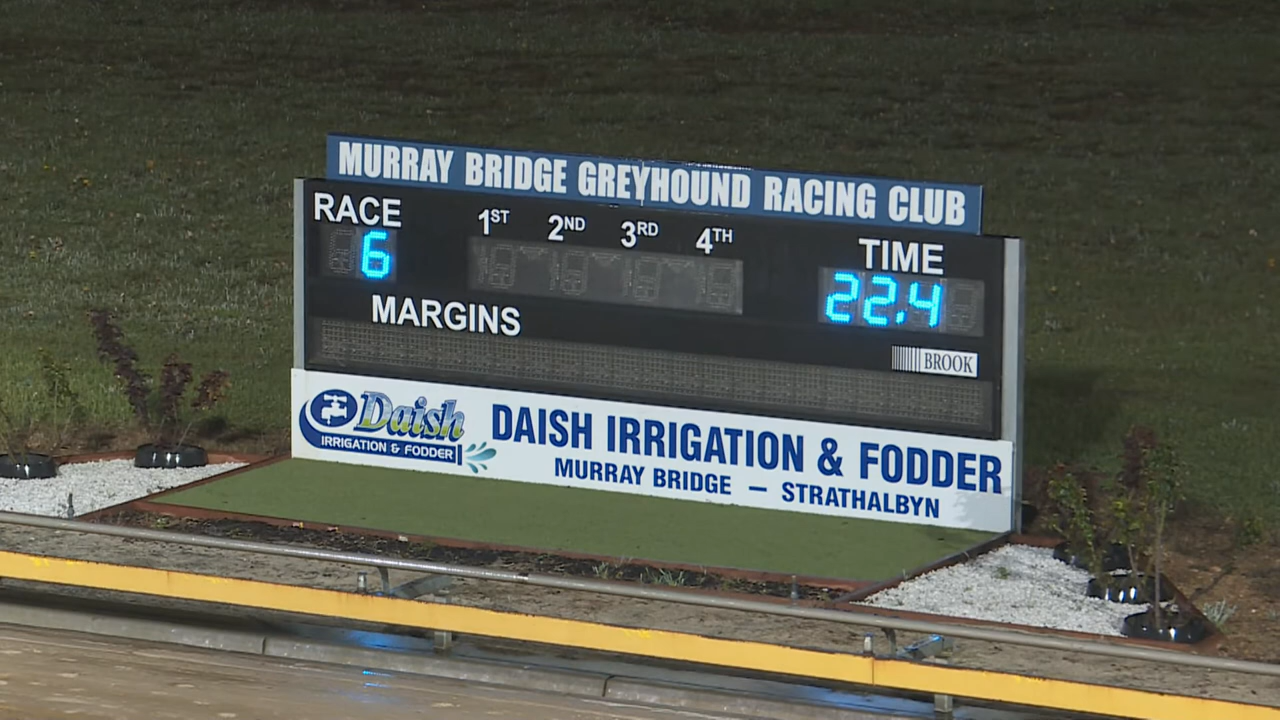 MURRAY BRIDGE GREYHOUND RACING CLUB
RACE 1ST 2ND 3RD 4TH TIME
6 22.4
MARGINS
BROOK
Daish
IRRIGATION & FODDER
DAISH IRRIGATION & FODDER
MURRAY BRIDGE – STRATHALBYN